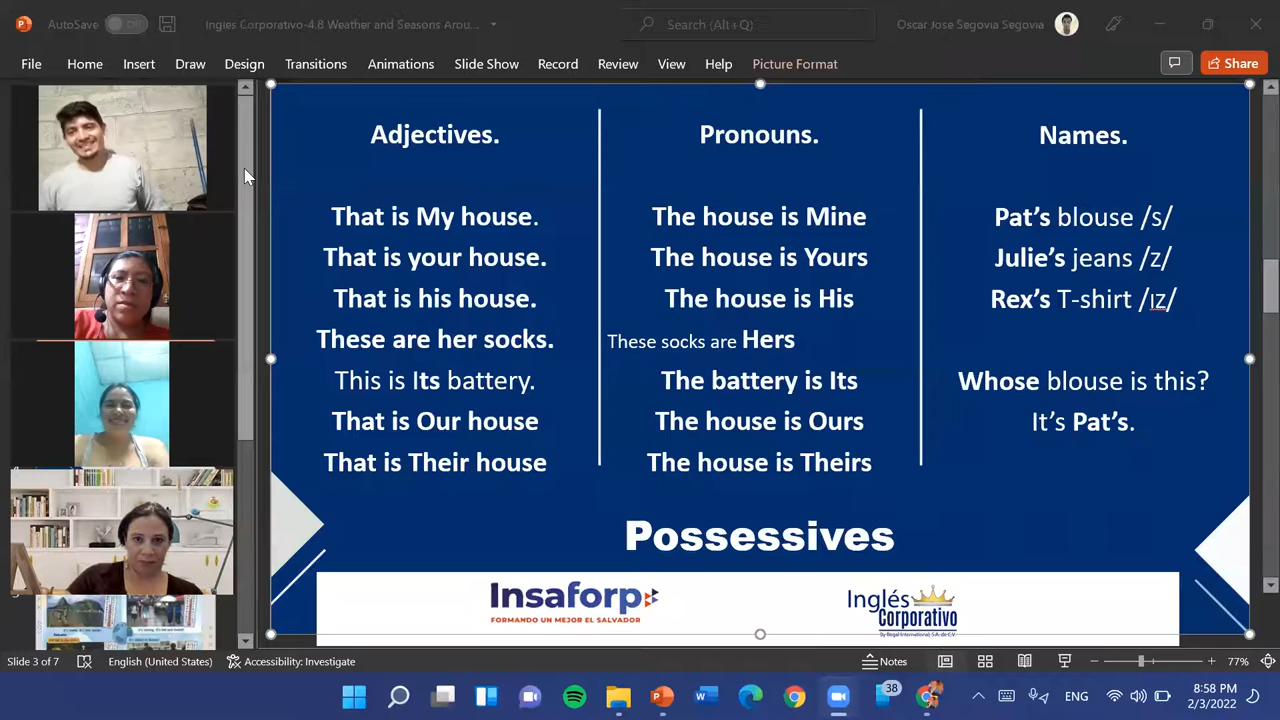 AutoSave Off Ingles Corporativo-4.8 Weather and Seasons Arou... Search (Alt+Q) Oscar Jose Segovia Segovia
File Home Insert Draw Design Transitions Animations Slide Show Record Review View Help Picture Format Share
Adjectives.
That is My house.
That is your house.
That is his house.
These are her socks.
This is Its battery.
That is Our house
That is Their house
Pronouns.
The house is Mine
The house is Yours
The house is His
These socks are Hers
The battery is Its
The house is Ours
The house is Theirs
Names.
Pat's blouse /s/
Julie's jeans /z/
Rex's T-shirt /ɪz/
Whose blouse is this?
It's Pat's.
Possessives
Insaforp
FORMANDO UN MEJOR EL SALVADOR
Inglés
Corporativo
Slide 3 of 7 English (United States) Accessibility: Investigate Notes 77%
38 ENG 8:58 PM
2/3/2022